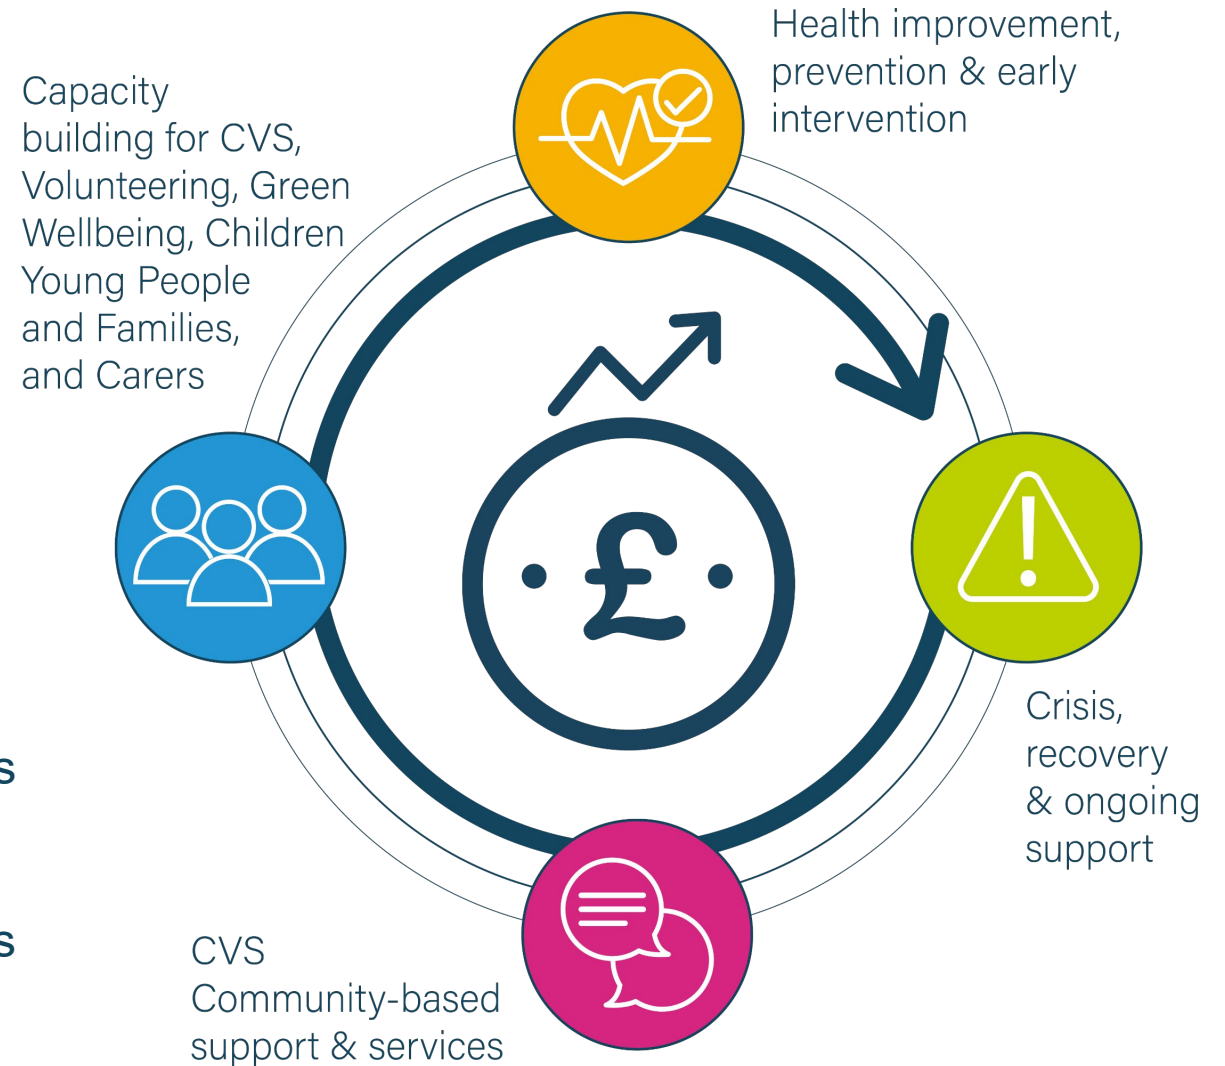 Health improvement,
prevention & early
intervention
Capacity
building for CVS,
Volunteering, Green
Wellbeing, Children
Young People
and Families,
and Carers
£
!
Crisis,
recovery
& ongoing
support
s
s
CVS
Community-based
support & services